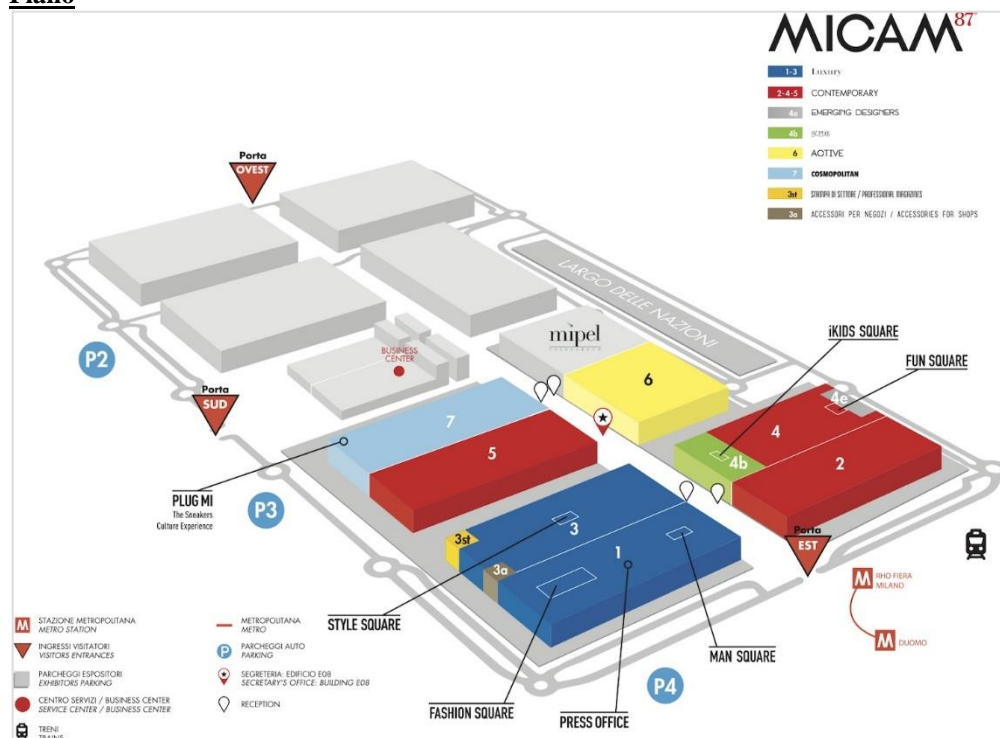 Piano
MICAM 87
1-3 Luxury
2-4-5 CONTEMPORARY
4e EMERGING DESIGNERS
4b
6 ACTIVE
7 COSMOPOLITAN
3st STAMPA DI SETTORE / PROFESSIONAL MAGAZINES
3a ACCESSORI PER NEGOZI / ACCESSORIES FOR SHOPS
Porta
OVEST
LARGO DELLE NAZIONI
mipel
iKIDS SQUARE
FUN SQUARE
BUSINESS
CENTER
P2
Porta
SUD
6
4e
4
7
5
4b
2
PLUG MI
The Sneakers
Culture Experience
P3
3st
3
3a
1
Porta
EST
RHO-FIERA
MILANO
DUOMO
STYLE SQUARE
MAN SQUARE
P4
FASHION SQUARE
PRESS OFFICE
M STAZIONE METROPOLITANA
METRO STATION
INGRESSI VISITATORI
VISITORS ENTRANCES
PARCHEGGI ESPOSITORI
EXHIBITORS PARKING
CENTRO SERVIZI / BUSINESS CENTER
SERVICE CENTER / BUSINESS CENTER
TRENI
TRAINS
METROPOLITANA
METRO
P PARCHEGGI AUTO
PARKING
SEGRETERIA: EDIFICIO E08
SECRETARY'S OFFICE: BUILDING E08
RECEPTION